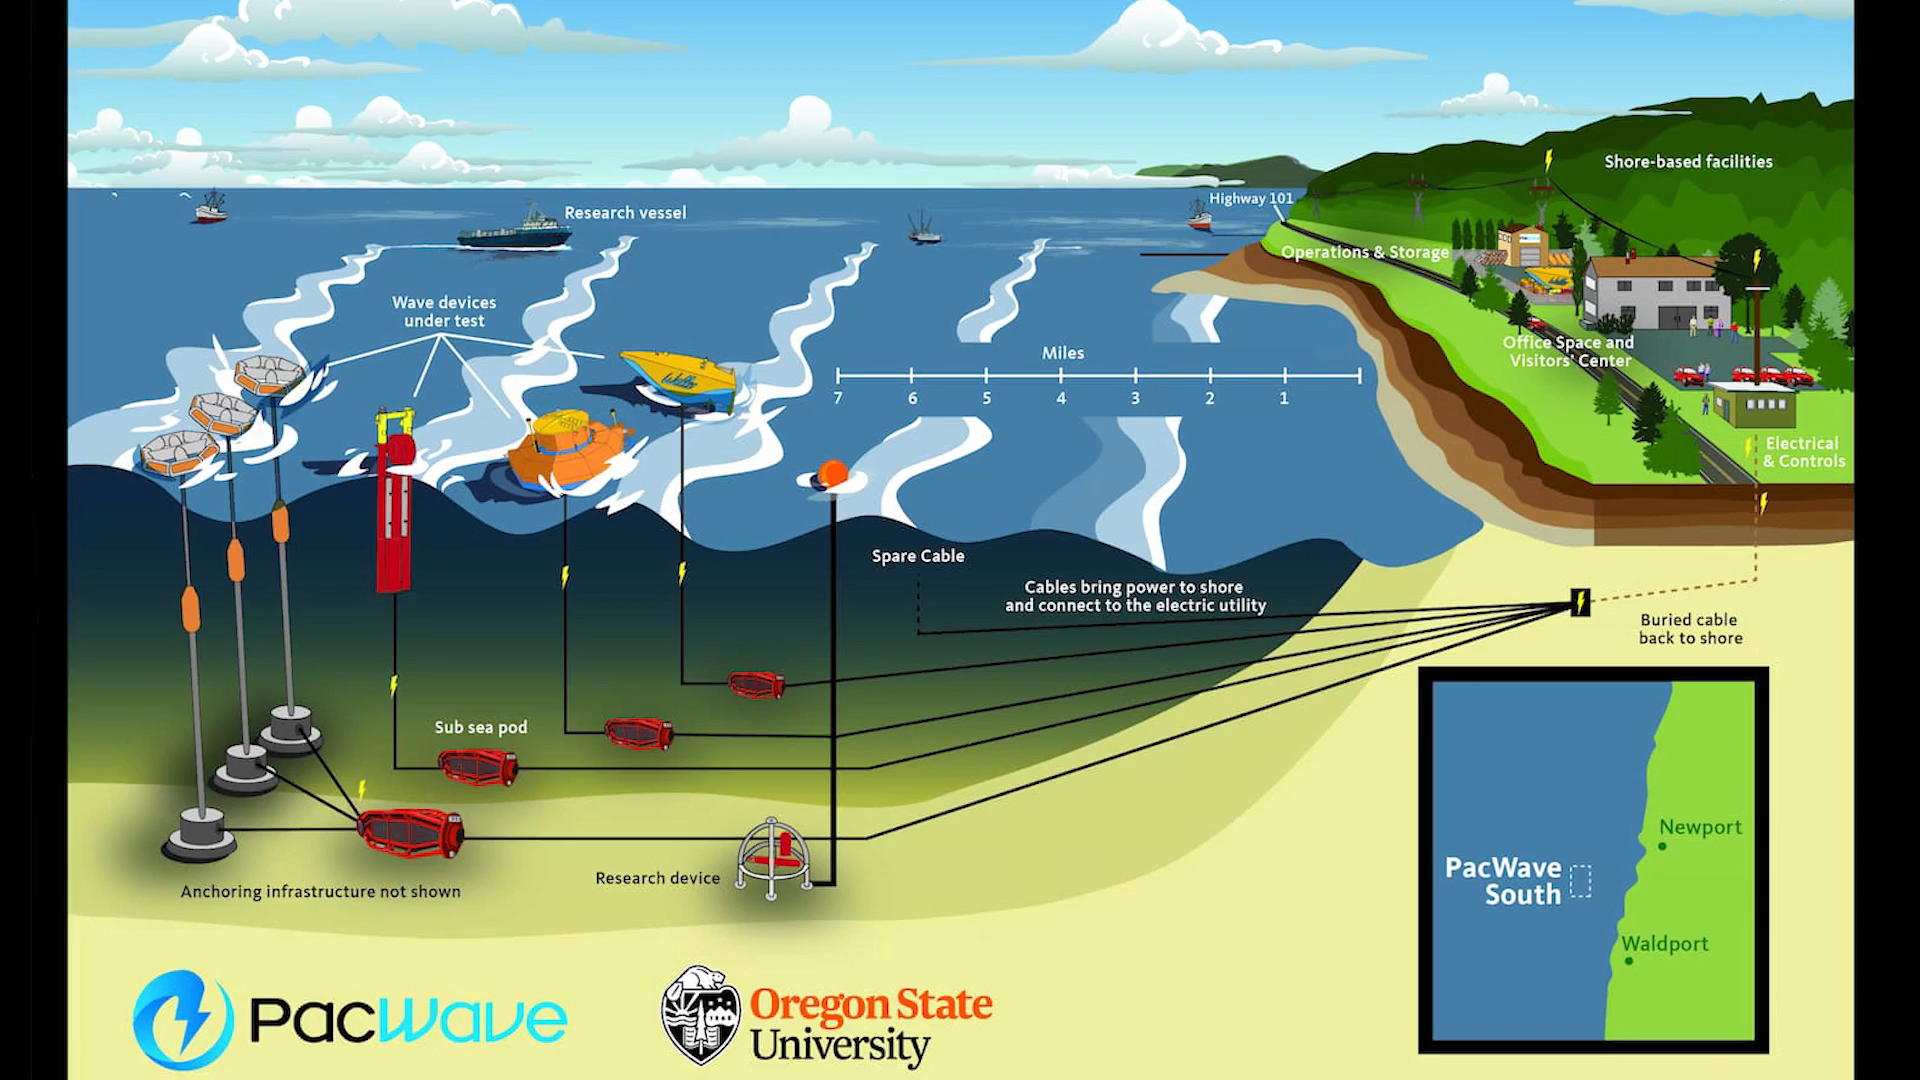 Shore-based facilities
Highway 101
Research vessel
Operations & Storage
Wave devices
under test
Office Space and
Visitors' Center
Miles
7 6 5 4 3 2 1
Electrical
& Controls
Spare Cable
Cables bring power to shore
and connect to the electric utility
Buried cable
back to shore
Sub sea pod
Research device
Anchoring infrastructure not shown
Newport
PacWave
South
Waldport
PacWave
Oregon State
University